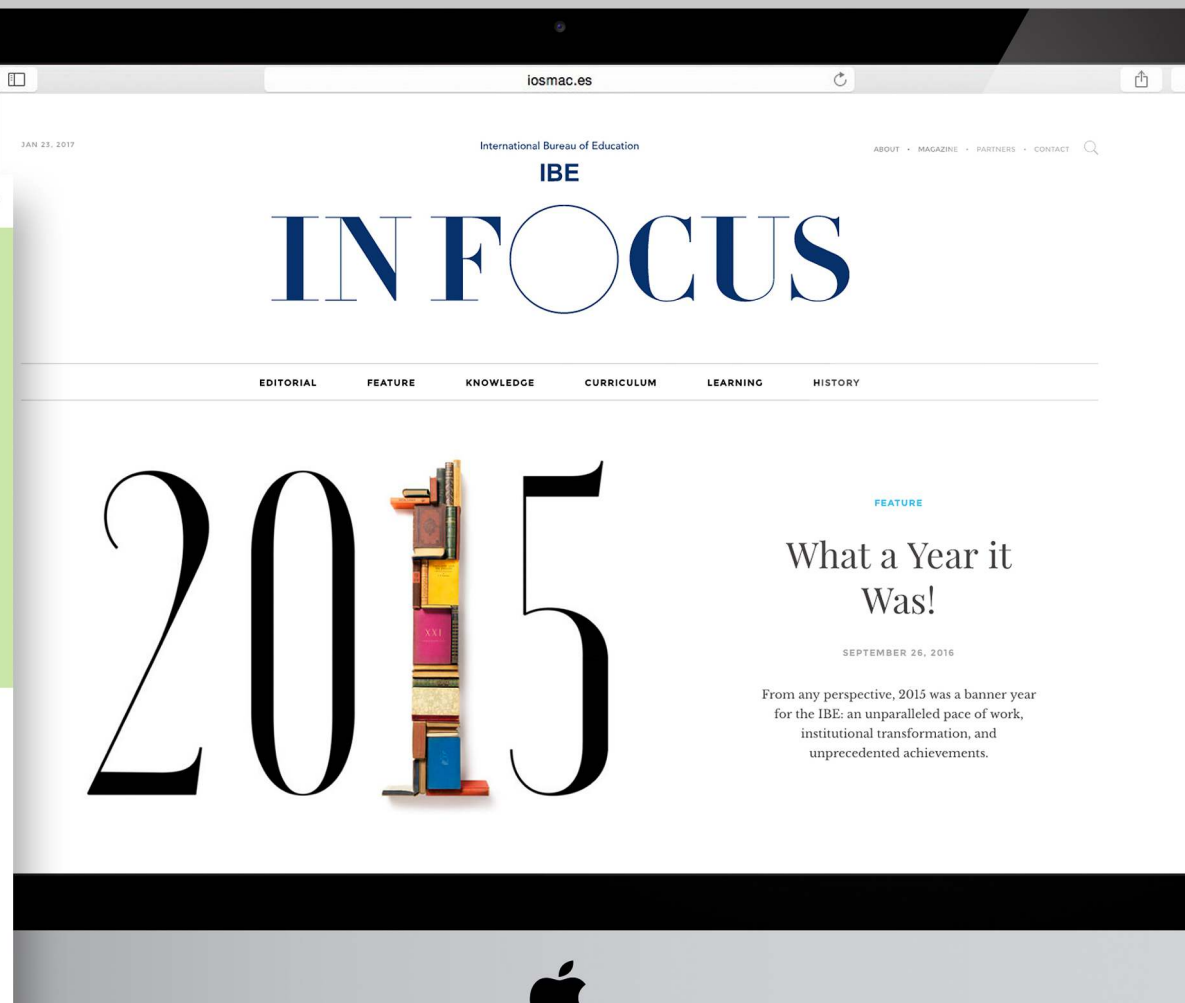 iosmac.es
JAN 23, 2017
International Bureau of Education
IBE
ABOUT • MAGAZINE • PARTNERS • CONTACT
IN FOCUS
EDITORIAL FEATURE KNOWLEDGE CURRICULUM LEARNING HISTORY
2015
XXI
FEATURE
What a Year it
Was!
SEPTEMBER 26, 2016
From any perspective, 2015 was a banner year
for the IBE: an unparalleled pace of work,
institutional transformation, and
unprecedented achievements.